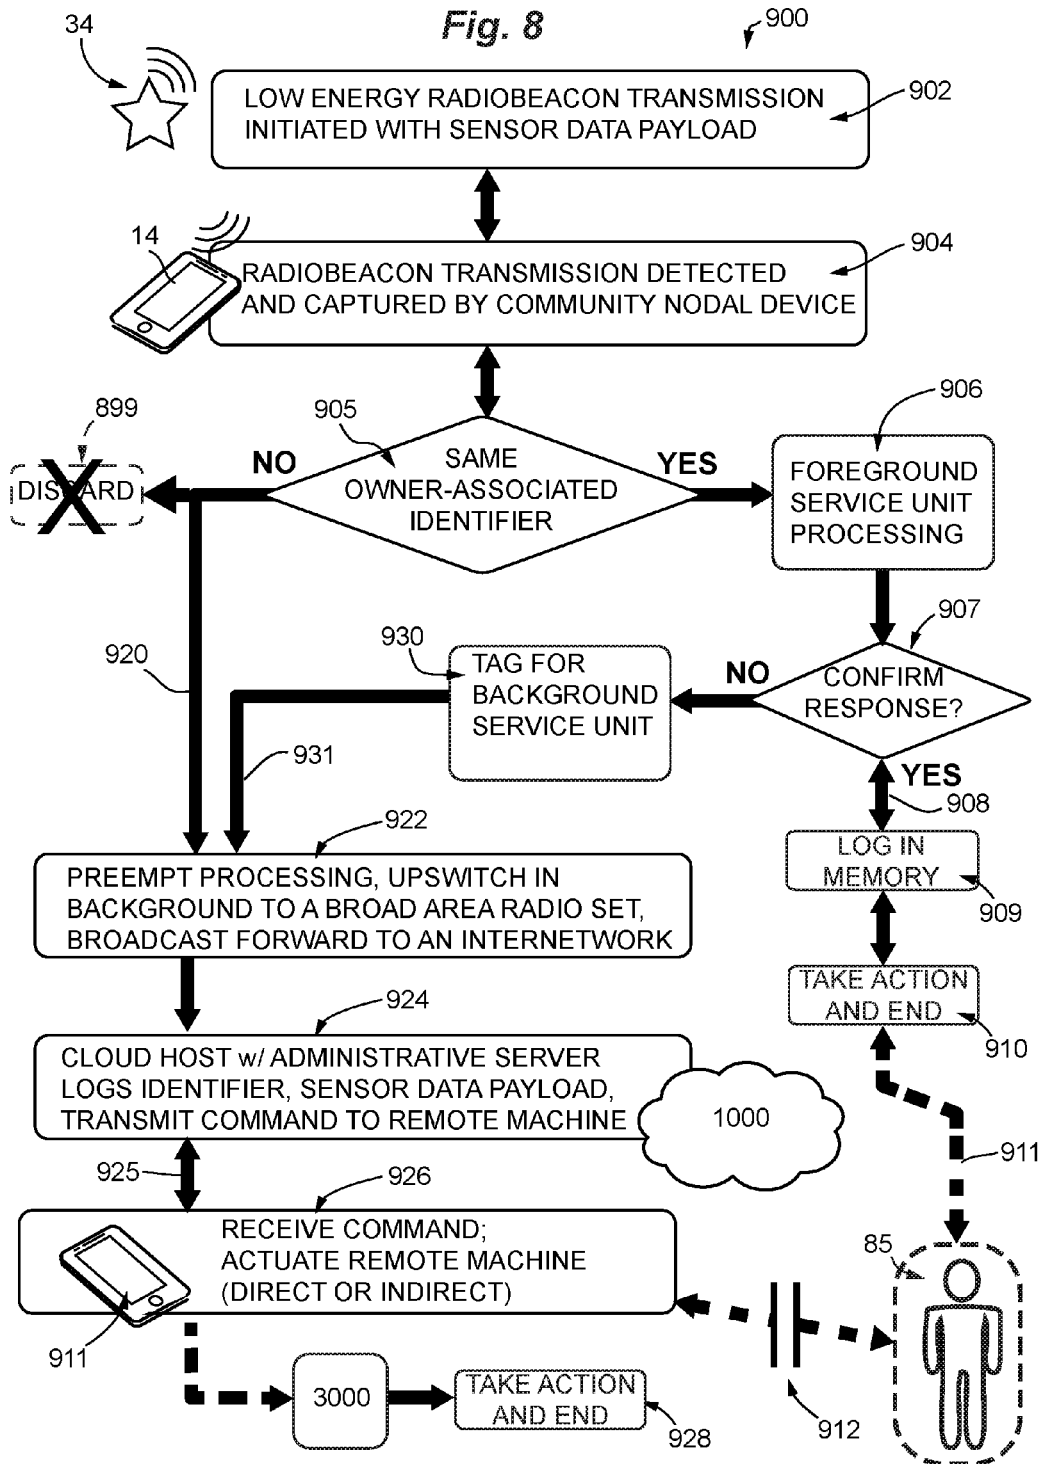 Fig. 8
900
34
902
LOW ENERGY RADIOBEACON TRANSMISSION
INITIATED WITH SENSOR DATA PAYLOAD
14
904
RADIOBEACON TRANSMISSION DETECTED
AND CAPTURED BY COMMUNITY NODAL DEVICE
906
899
905
NO
SAME
OWNER-ASSOCIATED
IDENTIFIER
YES
DISCARD
FOREGROUND
SERVICE UNIT
PROCESSING
907
920
930
TAG FOR
BACKGROUND
SERVICE UNIT
NO
CONFIRM
RESPONSE?
931
YES
908
922
LOG IN
MEMORY
909
PREEMPT PROCESSING, UPSWITCH IN
BACKGROUND TO A BROAD AREA RADIO SET,
BROADCAST FORWARD TO AN INTERNETWORK
TAKE ACTION
AND END
910
924
CLOUD HOST w/ ADMINISTRATIVE SERVER
LOGS IDENTIFIER, SENSOR DATA PAYLOAD,
TRANSMIT COMMAND TO REMOTE MACHINE
1000
911
925
926
RECEIVE COMMAND;
ACTUATE REMOTE MACHINE
(DIRECT OR INDIRECT)
85
911
3000
TAKE ACTION
AND END
928
912